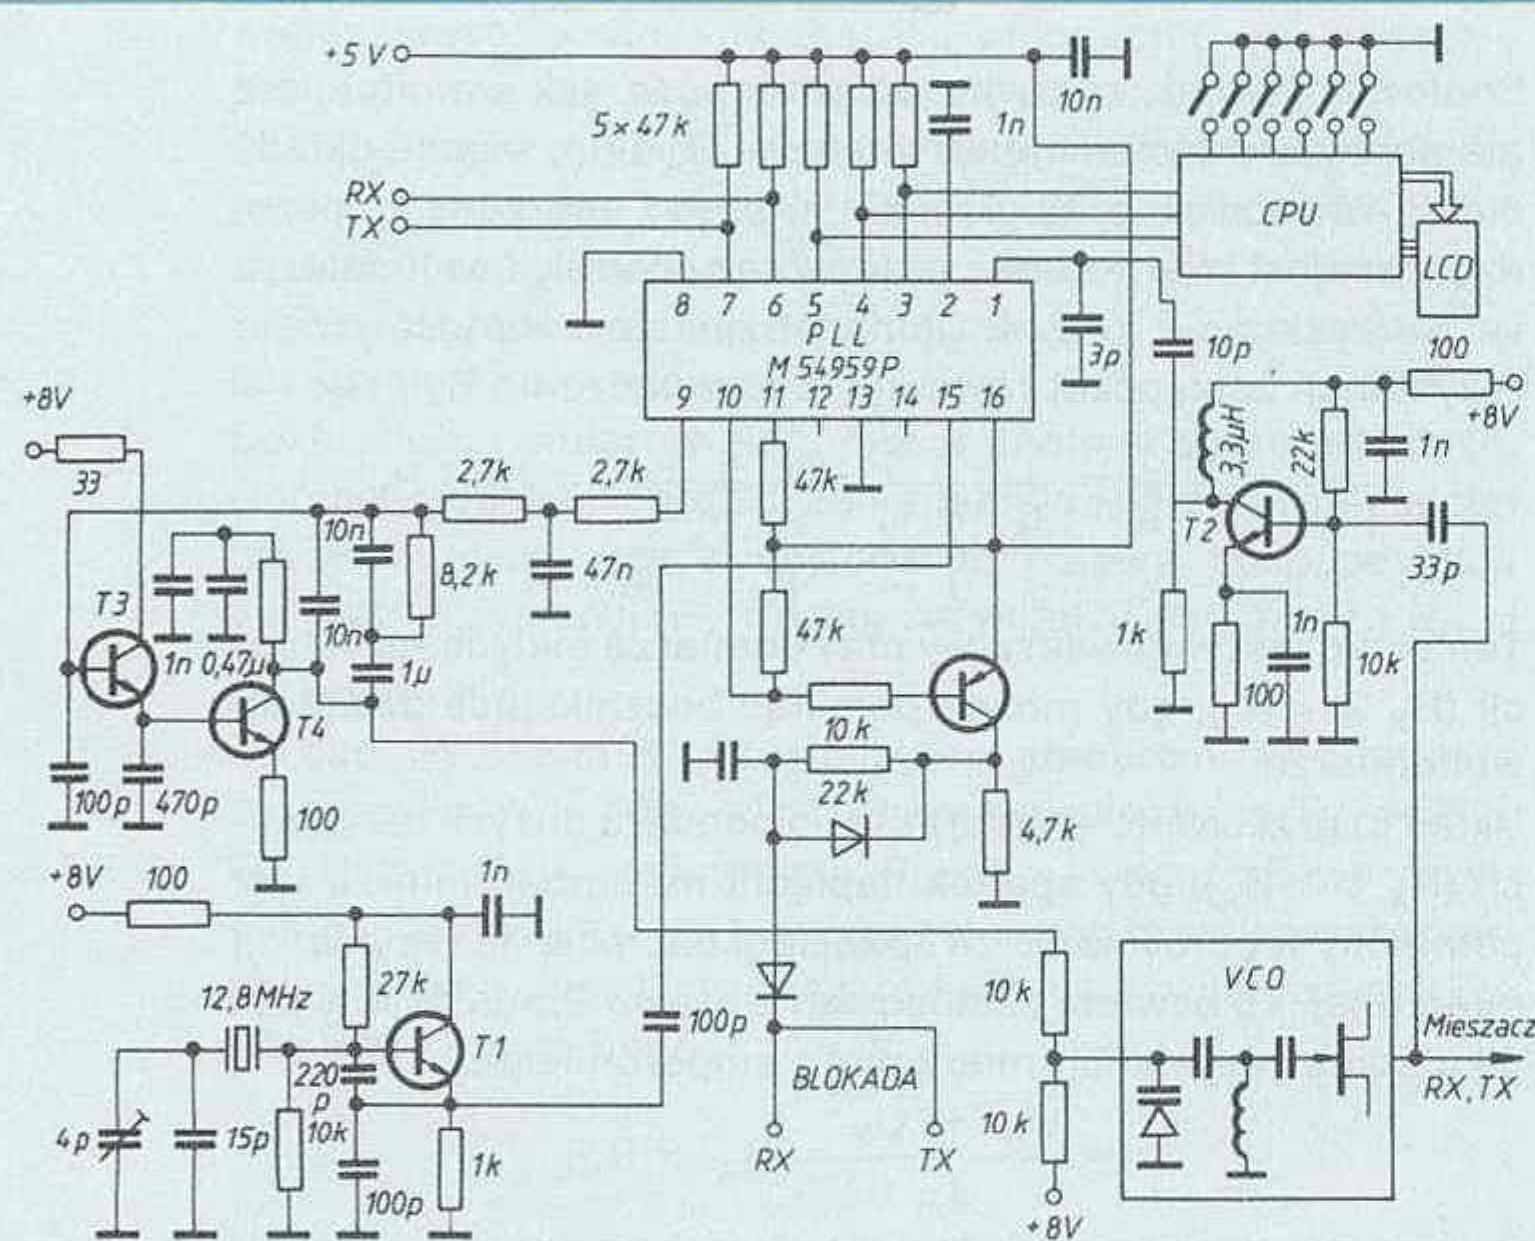 +5 V
5×47k
1n
10n
RX
TX
CPU
LCD
8 7 6 5 4 3 2 1
PLL
M 54959P
9 10 11 12 13 14 15 16
3p
10p
100
+8V
+8V
33
2,7k
2,7k
47k
3,3µH
22k
1n
T2
33p
10n
8,2k
47n
T3
1n
0,47µ
10n
1µ
47k
1k
1n
100
10k
T4
10k
100p
470p
100
22k
4,7k
+8V
100
1n
27k
12,8MHz
T1
100p
10k
VCO
Mieszacz
RX, TX
220
p
BLOKADA
10k
4p
15p
10k
100p
1k
RX
TX
+8V